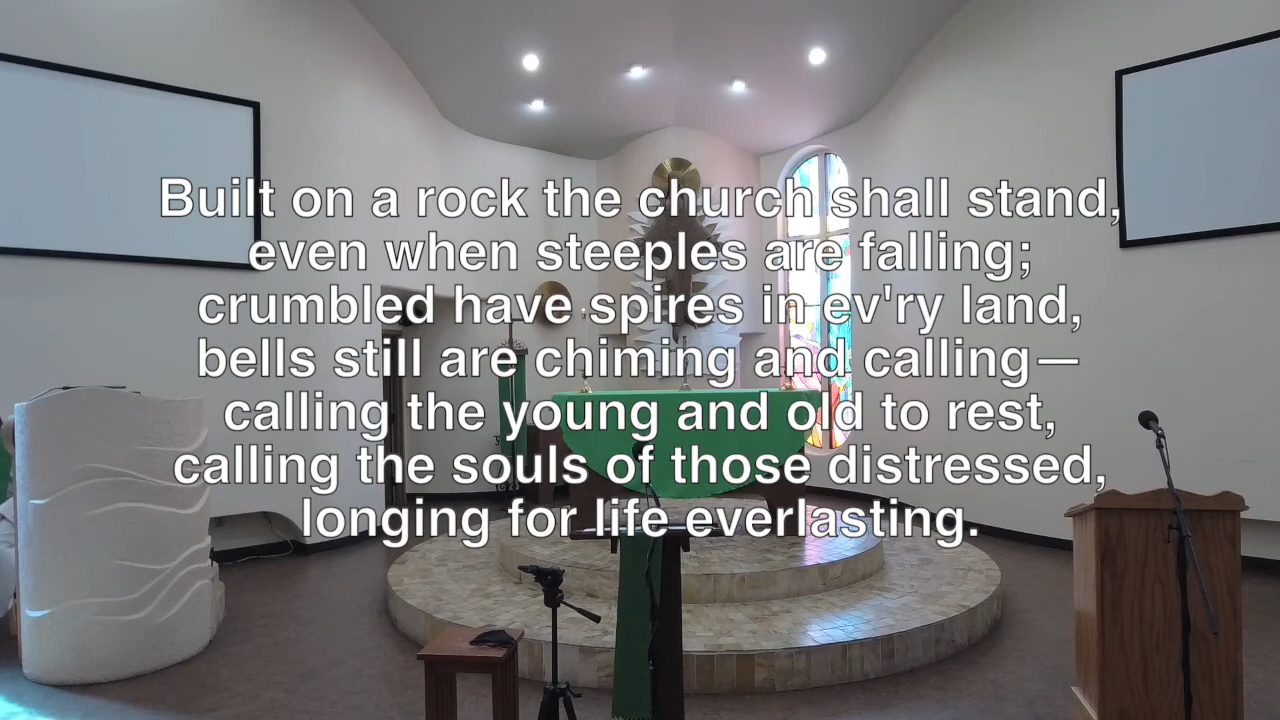 Built on a rock the church shall stand,
even when steeples are falling;
crumbled have spires in ev'ry land,
bells still are chiming and calling—
calling the young and old to rest,
calling the souls of those distressed,
longing for life everlasting.